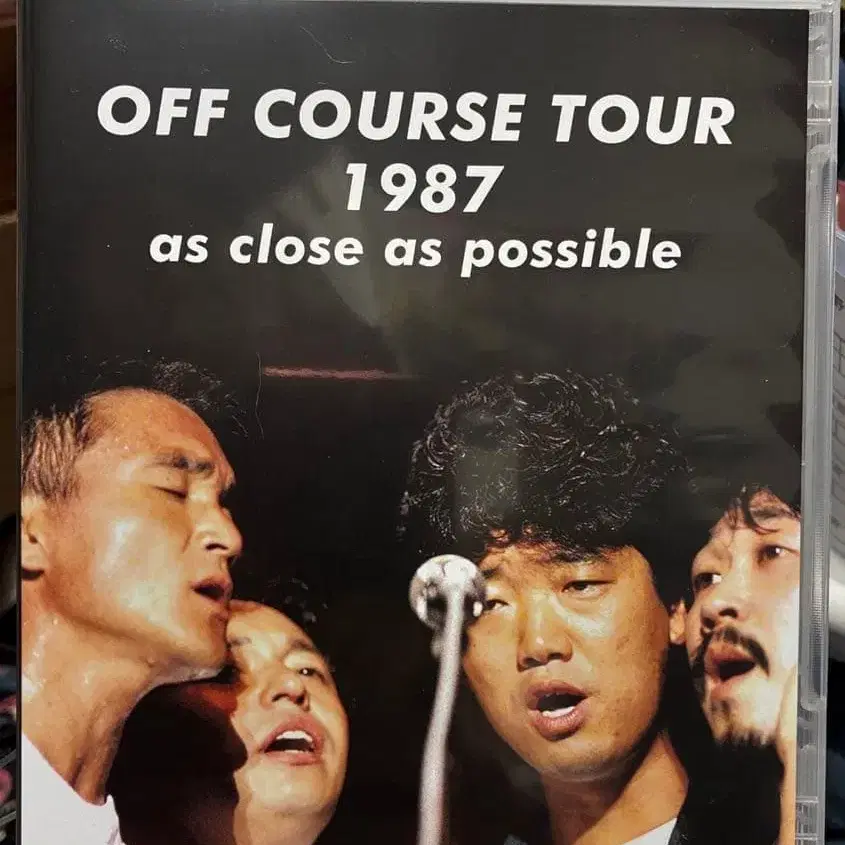 OFF COURSE TOUR
1987
as close as possible